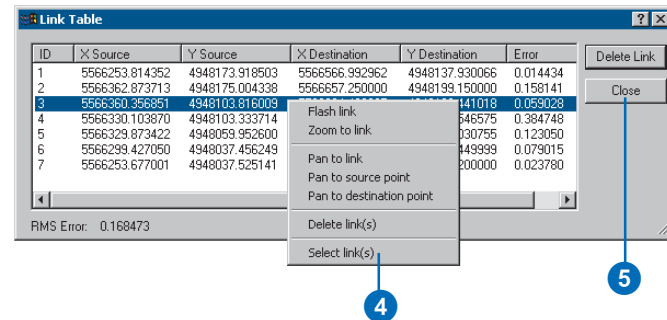 Link Table
ID X Source Y Source X Destination Y Destination Error
Delete Link
1 5566253.814352 4948173.918503 5566566.992962 4948137.930066 0.014434
2 5566362.873713 4948175.004338 5566657.250000 4948199.150000 0.158141
Close
3 5566360.356851 4948103.816009 441018 0.059028
4 5566330.103870 4948103.333714 546575 0.384748
5 5566329.873422 4948059.952600 030755 0.123050
6 5566299.427050 4948037.456249 449999 0.079015
7 5566253.677001 4948037.525141 200000 0.023780
Flash link
Zoom to link
Pan to link
Pan to source point
Pan to destination point
Delete link(s)
Select link(s)
RMS Error: 0.168473
5
4